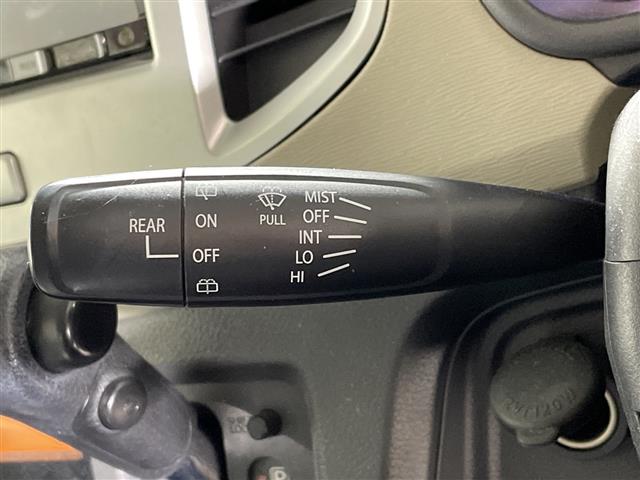 REAR
ON
OFF
PULL
MIST
OFF
INT
LO
HI